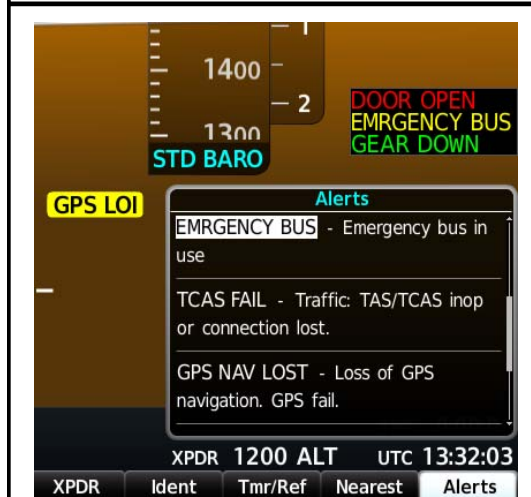 1
1400
2
DOOR OPEN
EMRGENCY BUS
1300
GEAR DOWN
STD BARO
GPS LOI
Alerts
EMRGENCY BUS - Emergency bus in
use
TCAS FAIL - Traffic: TAS/TCAS inop
or connection lost.
GPS NAV LOST - Loss of GPS
navigation. GPS fail.
XPDR 1200 ALT UTC 13:32:03
XPDR Ident Tmr/Ref Nearest Alerts